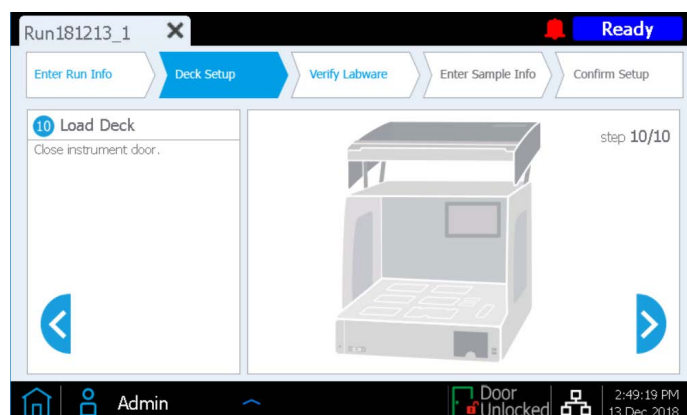 Run181213_1
Ready
Enter Run Info
Deck Setup
Verify Labware
Enter Sample Info
Confirm Setup
10 Load Deck
Close instrument door.
step 10/10
Admin
Door
Unlocked
2:49:19 PM
13 Dec 2018